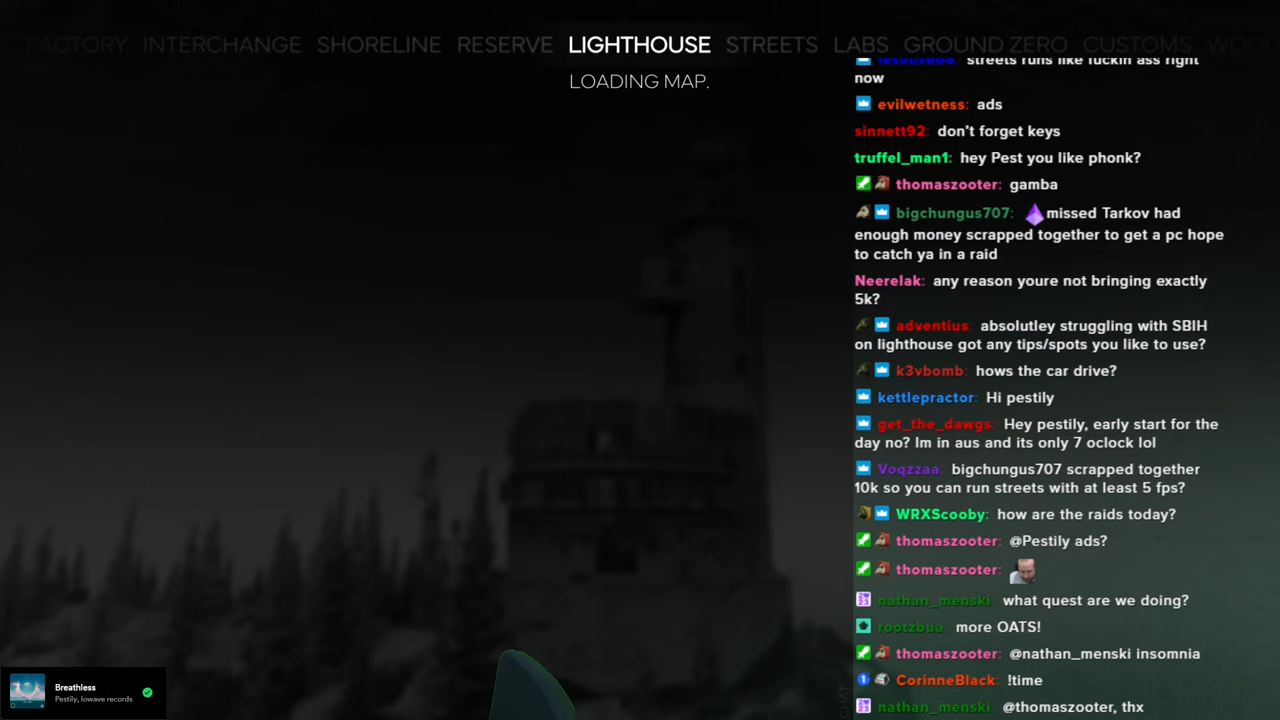 FACTORY INTERCHANGE SHORELINE RESERVE LIGHTHOUSE STREETS LABS GROUND ZERO CUSTOMS
LOADING MAP.
streets runs like fuckin ass right
now
evilwetness: ads
sinnett92: don't forget keys
truffel_man1: hey Pest you like phonk?
thomaszooter: gamba
bigchungus707: missed Tarkov had
enough money scrapped together to get a pc hope
to catch ya in a raid
Neerelak: any reason youre not bringing exactly
5k?
adventius: absolutley struggling with SBIH
on lighthouse got any tips/spots you like to use?
k3vbomb: hows the car drive?
kettlepractor: Hi pestily
get_the_dawgs: Hey pestily, early start for the
day no? Im in aus and its only 7 oclock lol
Voqzzaa: bigchungus707 scrapped together
10k so you can run streets with at least 5 fps?
WRXScooby: how are the raids today?
thomaszooter: @Pestily ads?
thomaszooter:
nathan_menski: what quest are we doing?
rootzbua: more OATS!
thomaszooter: @nathan_menski insomnia
CorinneBlack: !time
nathan_menski: @thomaszooter, thx
CHAT
Breathless
Pestily, lowave records